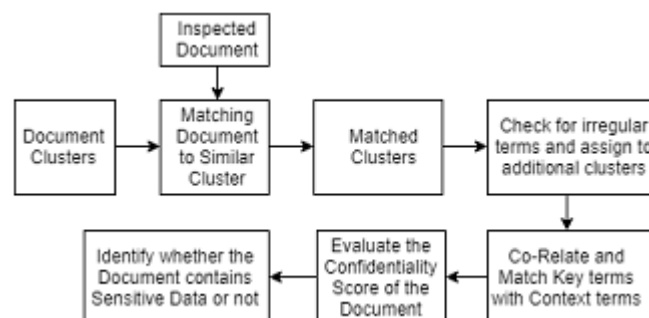 Inspected
Document
Document
Clusters
Matching
Document
to Similar
Cluster
Matched
Clusters
Check for irregular
terms and assign to
additional clusters
Co-Relate and
Match Key terms
with Context terms
Evaluate the
Confidentiality
Score of the
Document
Identify whether the
Document contains
Sensitive Data or not